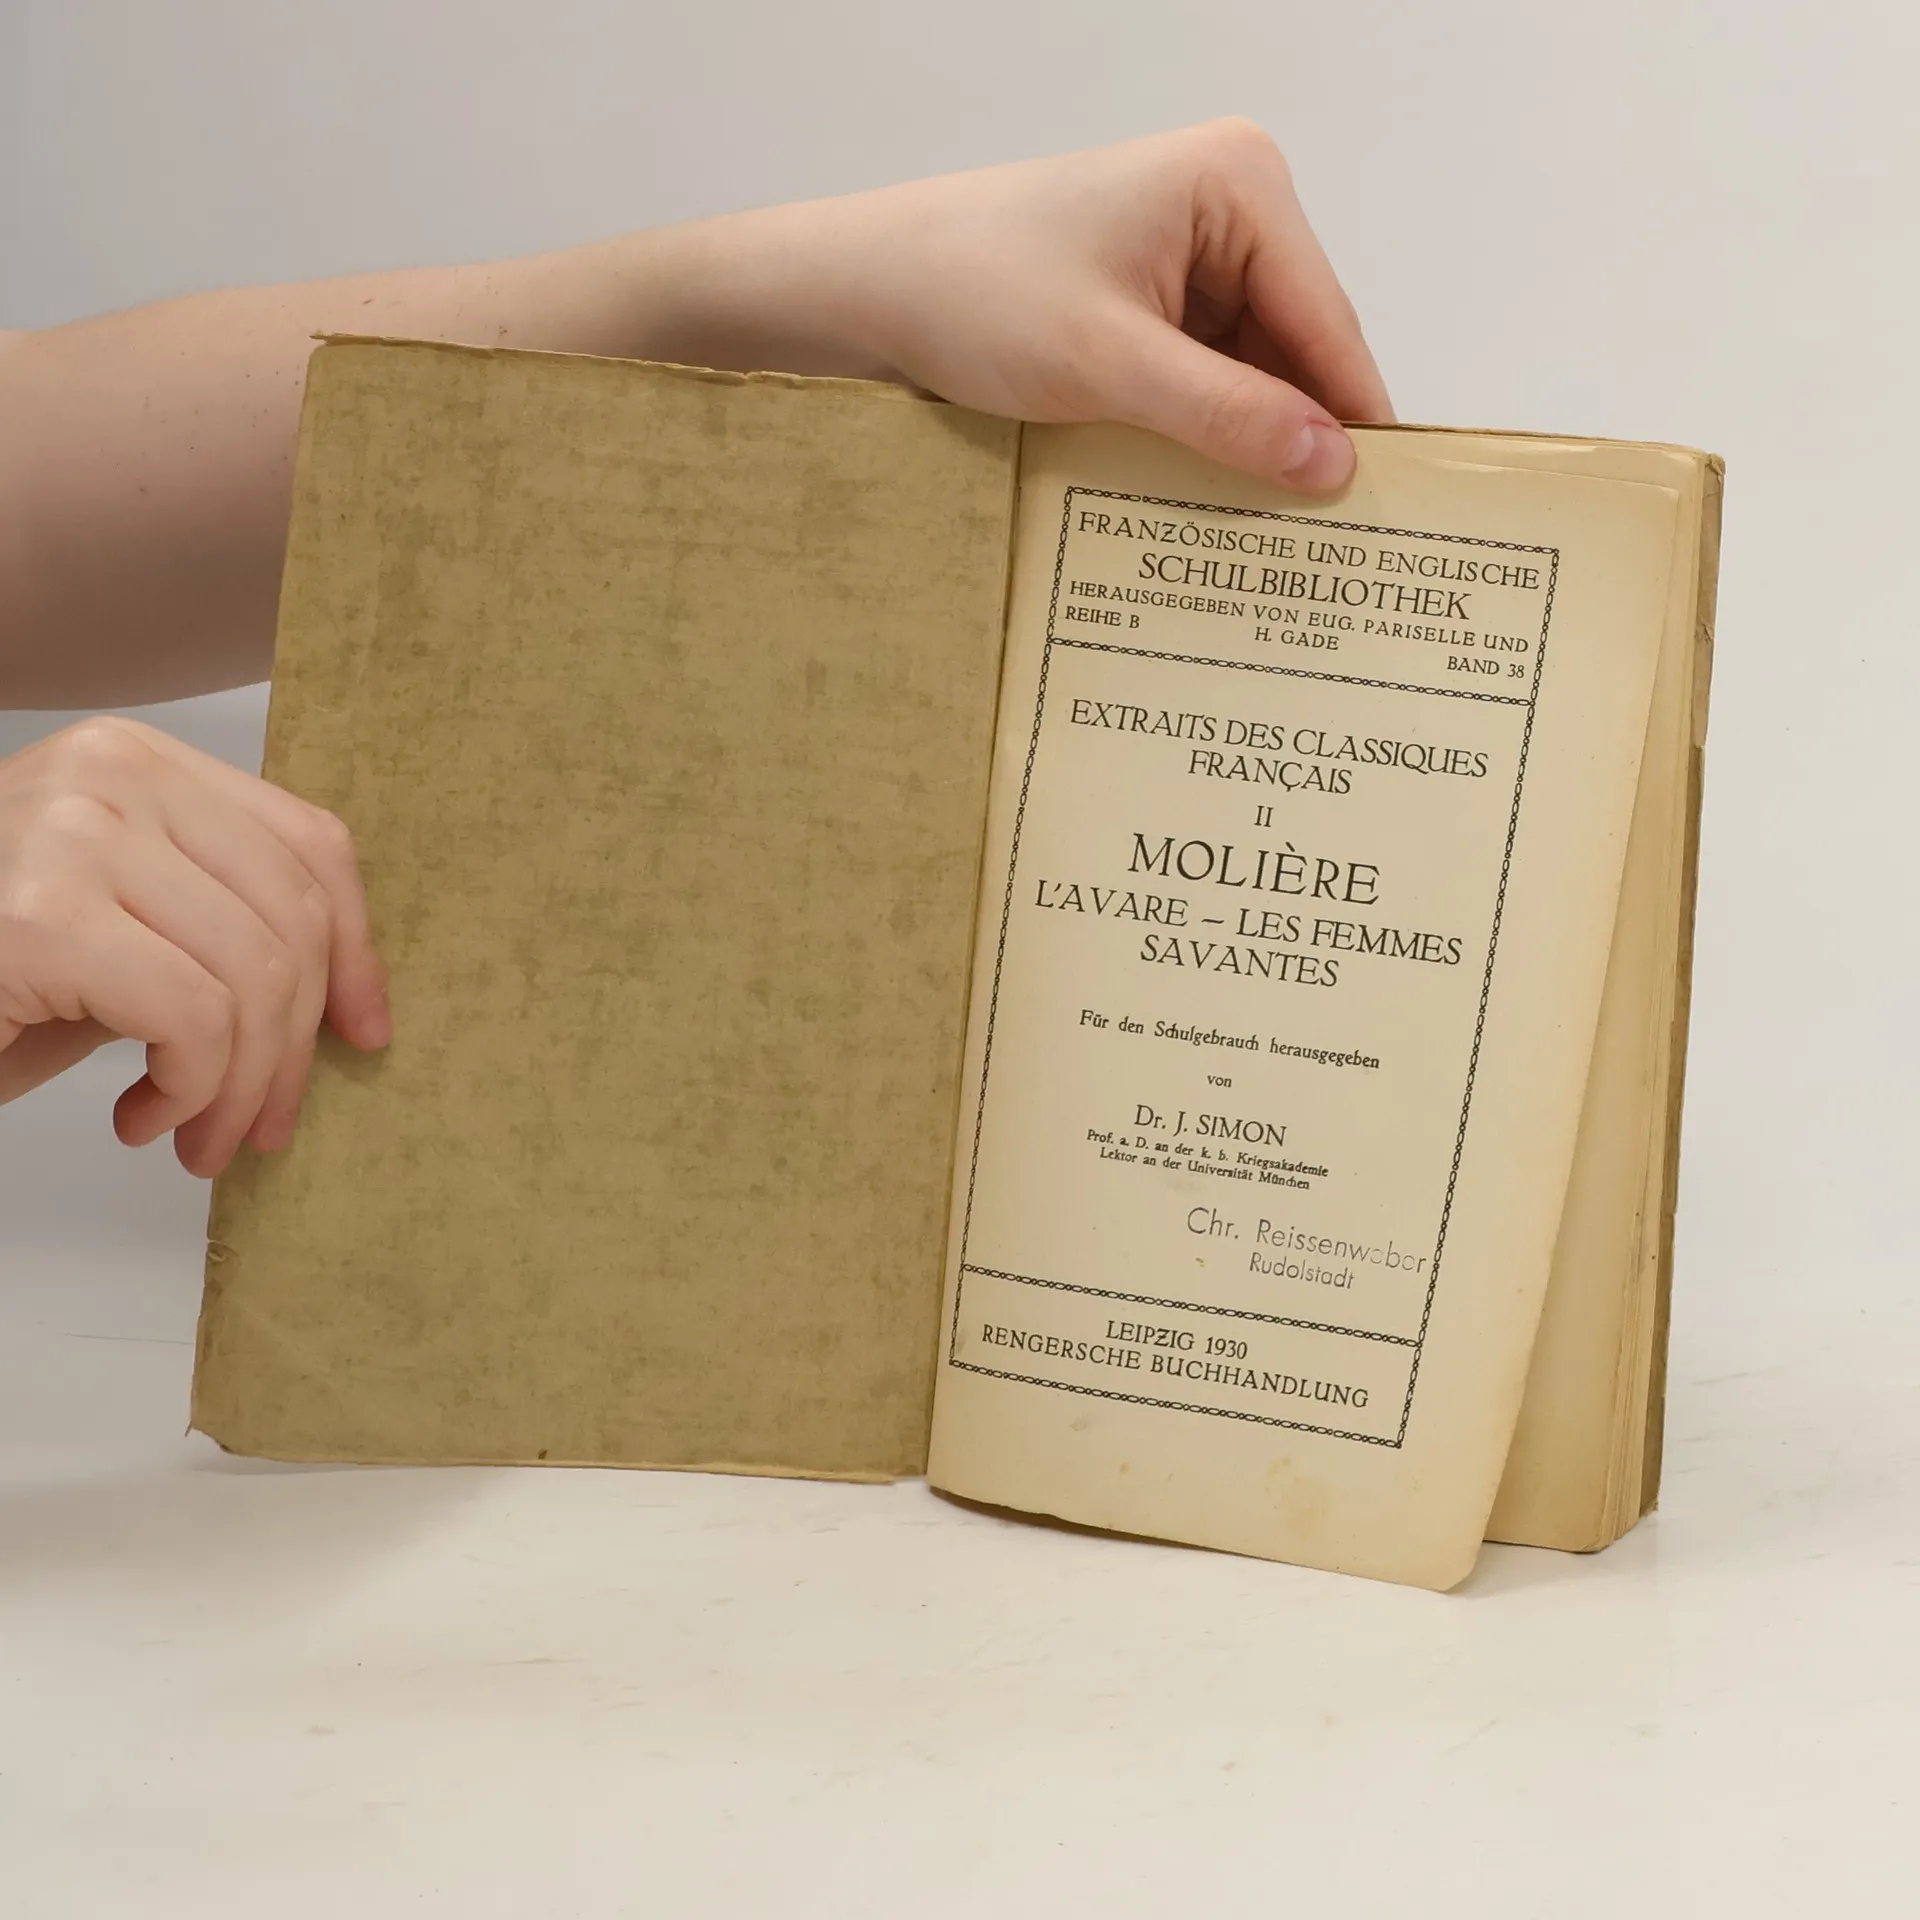 FRANZÖSISCHE UND ENGLISCHE
SCHULBIBLIOTHEK
HERAUSGEGEBEN VON EUG. PARISELLE UND
REIHE B H. GADE BAND 38
EXTRAITS DES CLASSIQUES
FRANÇAIS
II
MOLIÈRE
L'AVARE – LES FEMMES
SAVANTES
Für den Schulgebrauch herausgegeben
von
Dr. J. SIMON
Prof. a. D. an der k. b. Kriegsakademie
Lektor an der Universität München
Chr. Reissenweber
Rudolstadt
LEIPZIG 1930
RENGERSCHE BUCHHANDLUNG